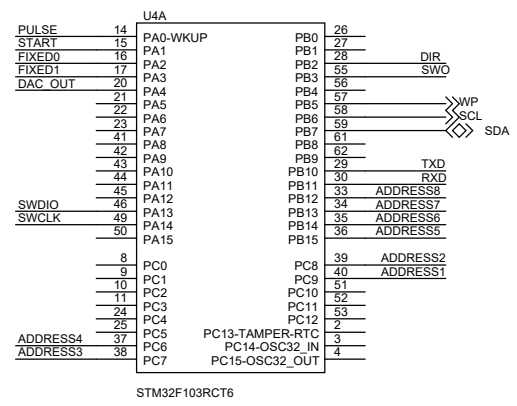 U4A
PULSE 14 PA0-WKUP PB0 26
START 15 PA1 PB1 27
FIXED0 16 PA2 PB2 28 DIR
FIXED1 17 PA3 PB3 55 SWO
DAC_OUT 20 PA4 PB4 56
21 PA5 PB5 57 WP
22 PA6 PB6 58 SCL
23 PA7 PB7 59 SDA
41 PA8 PB8 61
42 PA9 PB9 62
43 PA10 PB10 29 TXD
44 PA11 PB11 30 RXD
45 PA12 PB12 33 ADDRESS8
SWDIO 46 PA13 PB13 34 ADDRESS7
SWCLK 49 PA14 PB14 35 ADDRESS6
50 PA15 PB15 36 ADDRESS5
8 PC0 PC8 39 ADDRESS2
9 PC1 PC9 40 ADDRESS1
10 PC2 PC10 51
11 PC3 PC11 52
24 PC4 PC12 53
25 PC5 PC13-TAMPER-RTC 2
ADDRESS4 37 PC6 PC14-OSC32_IN 3
ADDRESS3 38 PC7 PC15-OSC32_OUT 4
STM32F103RCT6